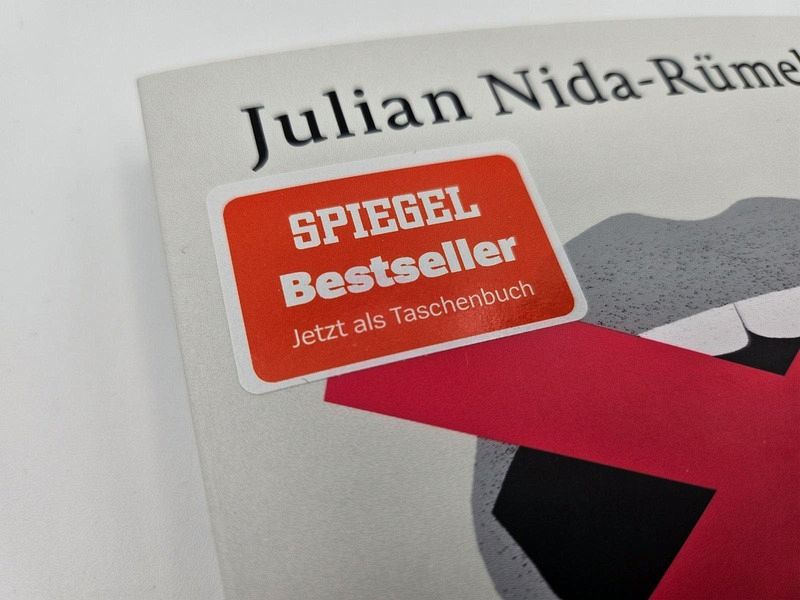 Julian Nida-Rüme
SPIEGEL
Bestseller
Jetzt als Taschenbuch